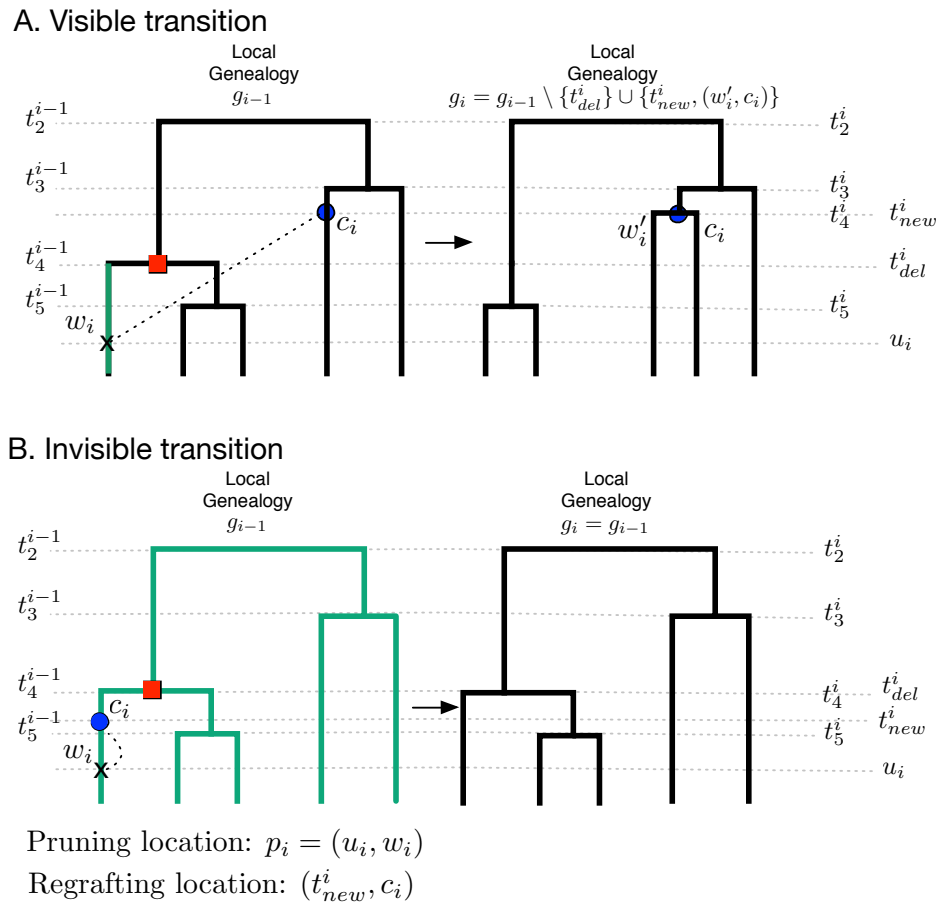 A. Visible transition
Local
Genealogy
g_{i-1}
Local
Genealogy
g_i = g_{i-1} \ {t^i_{del}} ∪ {t^i_{new}, (w'_i, c_i)}
t^{i-1}_2
t^i_2
t^{i-1}_3
t^i_3
c_i
w'_i
c_i
t^i_4
t^i_{new}
t^{i-1}_4
t^i_{del}
t^{i-1}_5
t^i_5
w_i
x
u_i
B. Invisible transition
Local
Genealogy
g_{i-1}
Local
Genealogy
g_i = g_{i-1}
t^{i-1}_2
t^i_2
t^{i-1}_3
t^i_3
t^{i-1}_4
t^i_4
t^i_{del}
c_i
t^i_{new}
t^{i-1}_5
t^i_5
w_i
x
u_i
Pruning location: p_i = (u_i, w_i)
Regrafting location: (t^i_{new}, c_i)